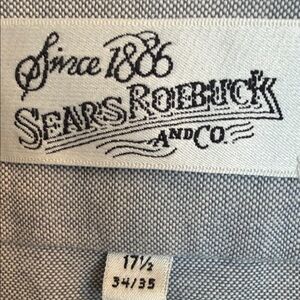 Since 1886
SEARS ROEBUCK
AND CO.
17½
34/35